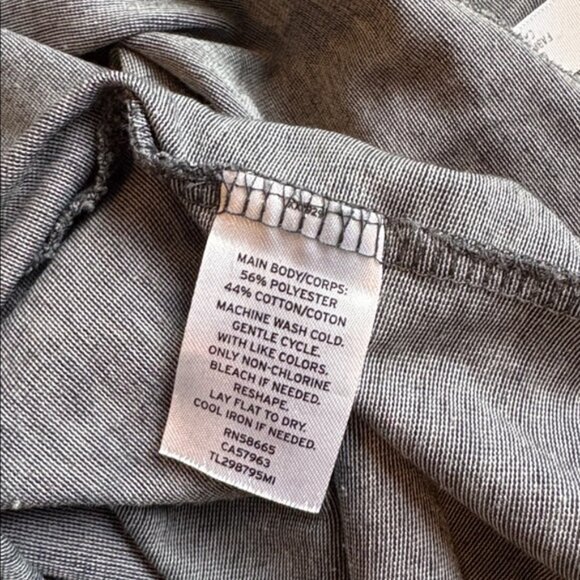 MAIN BODY/CORPS:
56% POLYESTER
44% COTTON/COTON
MACHINE WASH COLD.
GENTLE CYCLE.
WITH LIKE COLORS.
ONLY NON-CHLORINE
BLEACH IF NEEDED.
RESHAPE.
LAY FLAT TO DRY.
COOL IRON IF NEEDED.
RN58665
CA57963
TL298795MI